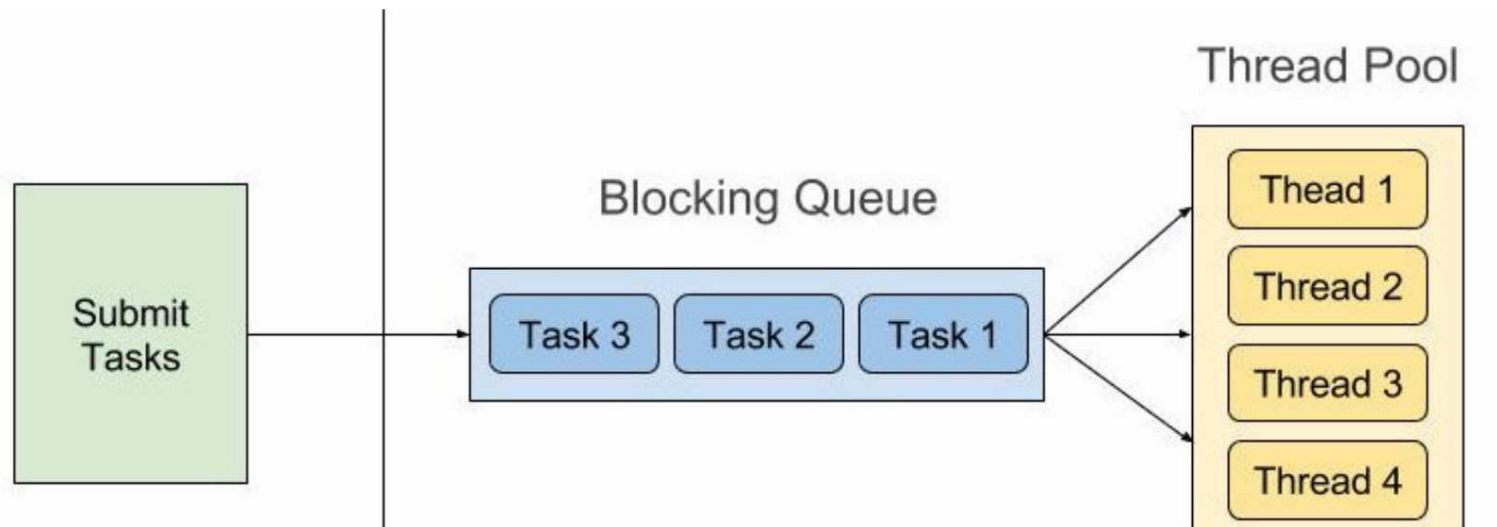 Thread Pool
Blocking Queue
Submit
Tasks
Task 3
Task 2
Task 1
Thead 1
Thread 2
Thread 3
Thread 4